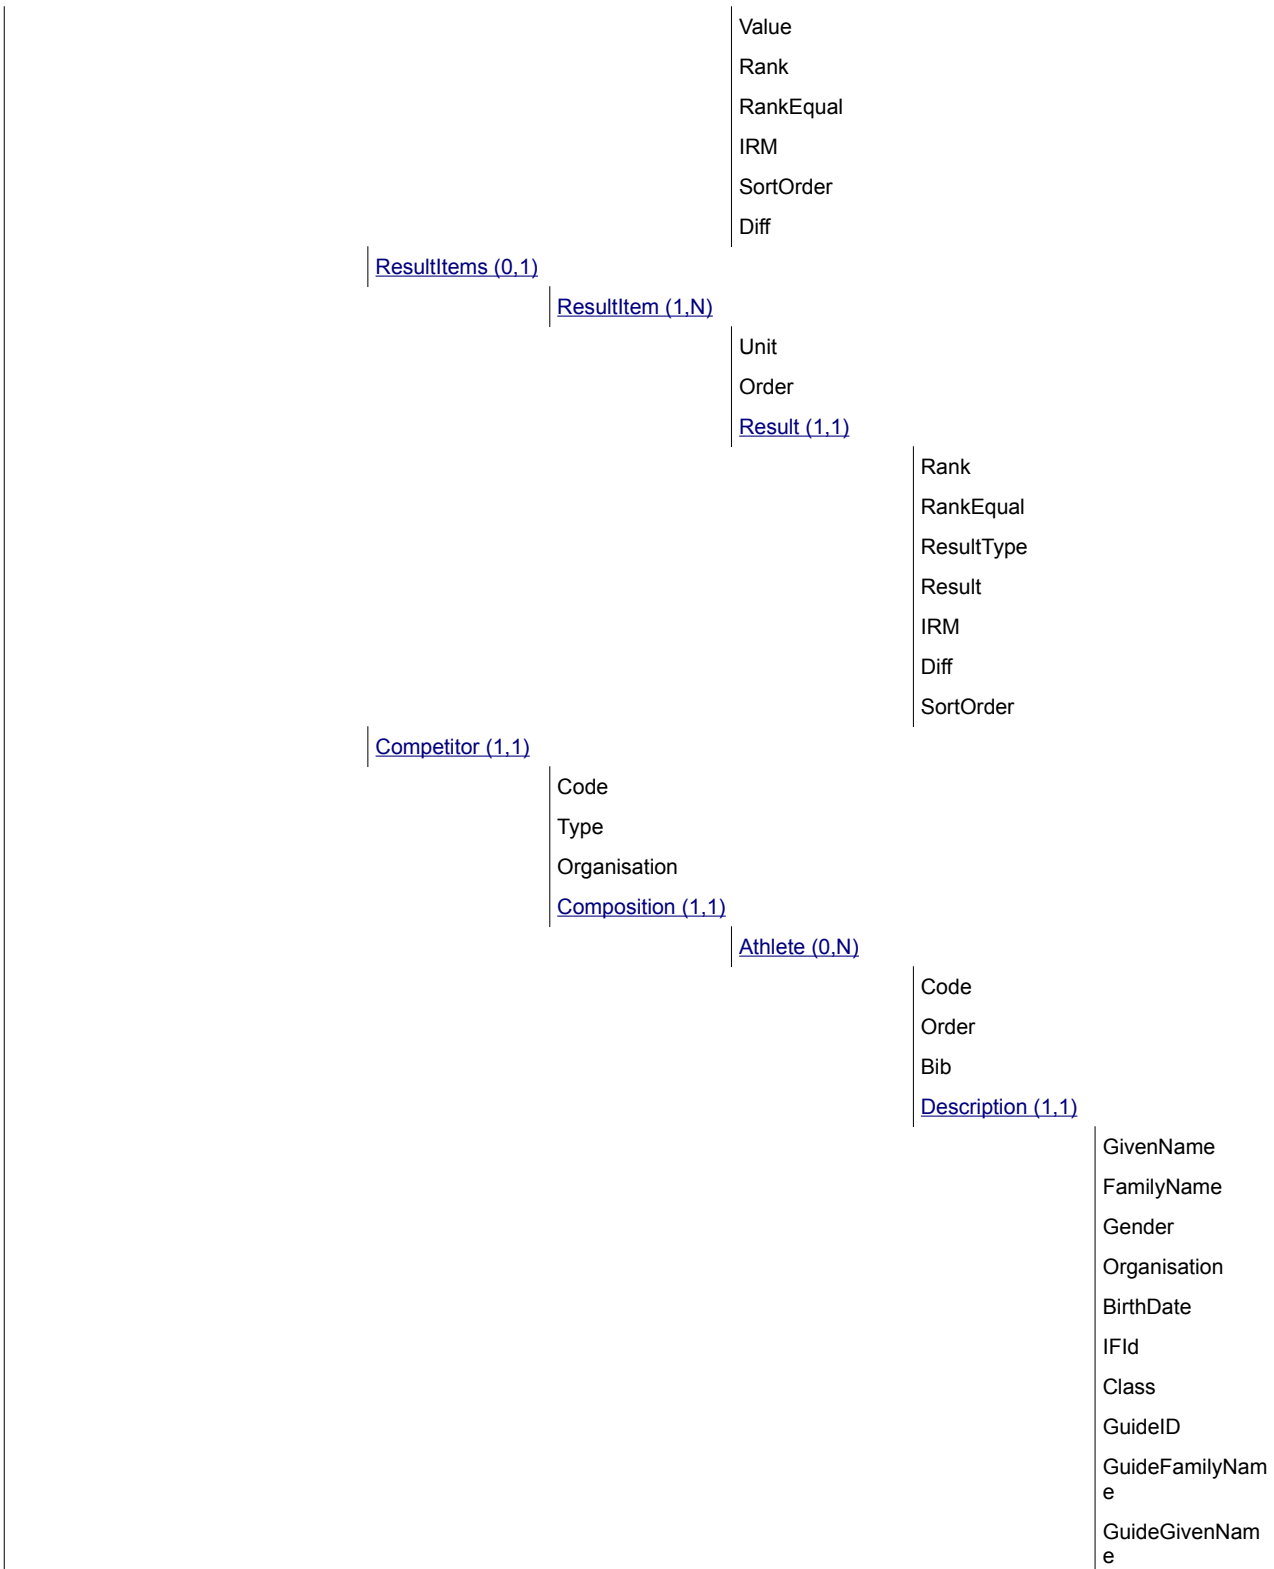 Value
Rank
RankEqual
IRM
SortOrder
Diff
ResultItems (0,1)
ResultItem (1,N)
Unit
Order
Result (1,1)
Rank
RankEqual
ResultType
Result
IRM
Diff
SortOrder
Competitor (1,1)
Code
Type
Organisation
Composition (1,1)
Athlete (0,N)
Code
Order
Bib
Description (1,1)
GivenName
FamilyName
Gender
Organisation
BirthDate
IFId
Class
GuideID
GuideFamilyNam
e
GuideGivenNam
e